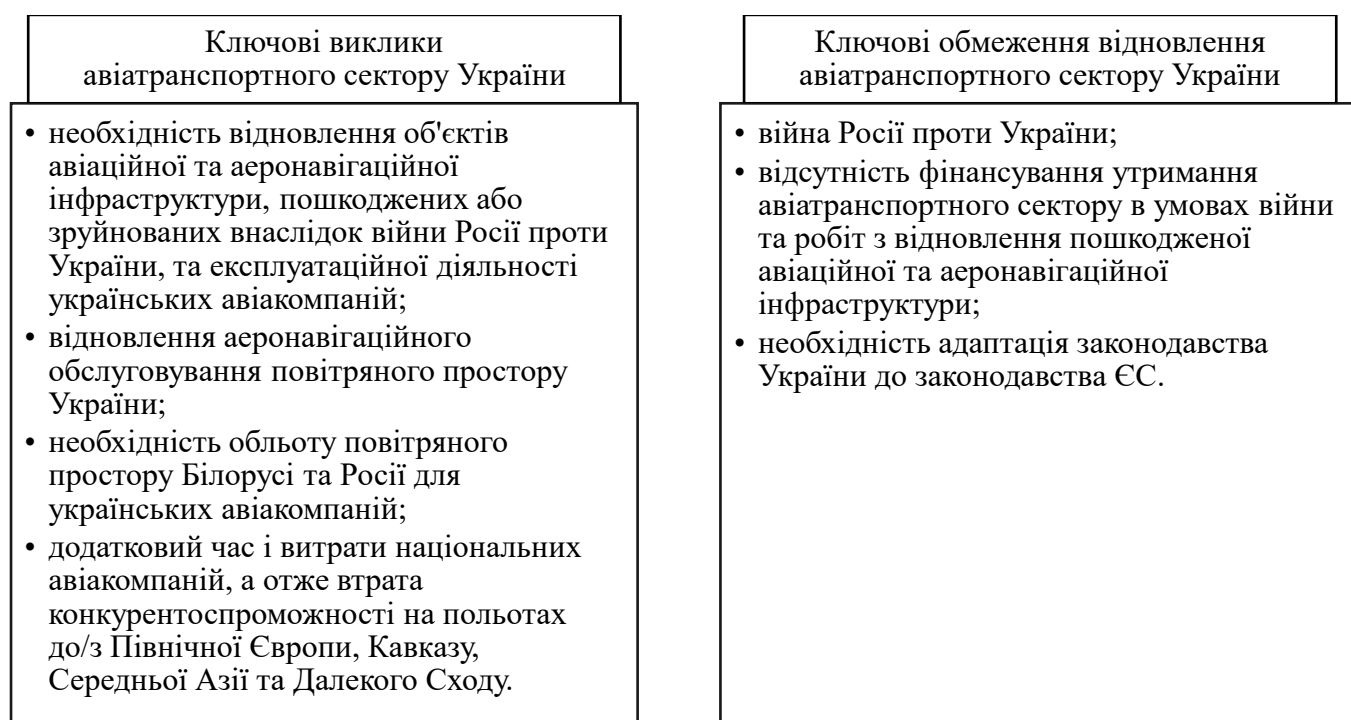 Ключові виклики
авіатранспортного сектору України
• необхідність відновлення об'єктів
авіаційної та аеронавігаційної
інфраструктури, пошкоджених або
зруйнованих внаслідок війни Росії проти
України, та експлуатаційної діяльності
українських авіакомпаній;
• відновлення аеронавігаційного
обслуговування повітряного простору
України;
• необхідність обльоту повітряного
простору Білорусі та Росії для
українських авіакомпаній;
• додатковий час і витрати національних
авіакомпаній, а отже втрата
конкурентоспроможності на польотах
до/з Північної Європи, Кавказу,
Середньої Азії та Далекого Сходу.
Ключові обмеження відновлення
авіатранспортного сектору України
• війна Росії проти України;
• відсутність фінансування утримання
авіатранспортного сектору в умовах війни
та робіт з відновлення пошкодженої
авіаційної та аеронавігаційної
інфраструктури;
• необхідність адаптація законодавства
України до законодавства ЄС.